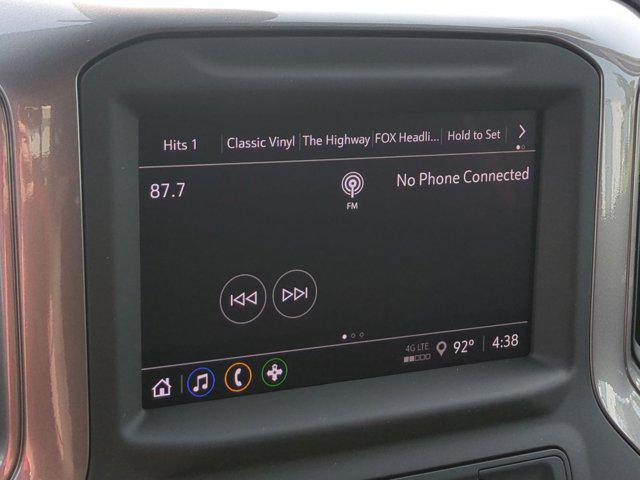 Hits 1 Classic Vinyl The Highway FOX Headli... Hold to Set
87.7 FM No Phone Connected
4G LTE 92° 4:38